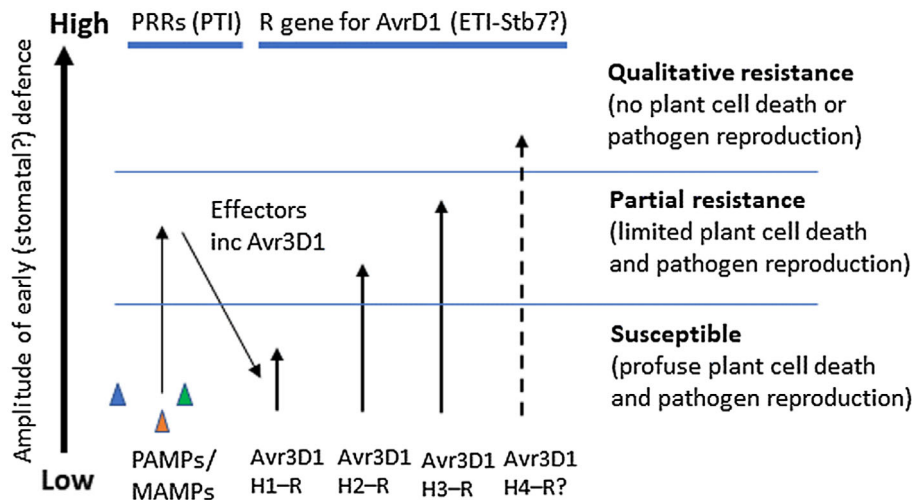 High
PRRs (PTI)
R gene for AvrD1 (ETI-Stb7?)
Amplitude of early (stomatal?) defence
Qualitative resistance
(no plant cell death or
pathogen reproduction)
Effectors
inc Avr3D1
Partial resistance
(limited plant cell death
and pathogen reproduction)
Susceptible
(profuse plant cell death
and pathogen reproduction)
Low
PAMPs/
MAMPs
Avr3D1
H1–R
Avr3D1
H2–R
Avr3D1
H3–R
Avr3D1
H4–R?